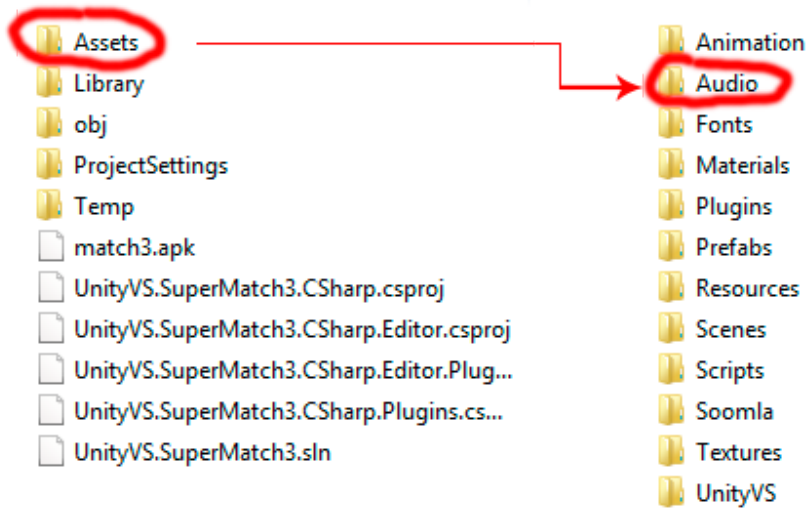 Assets
Library
obj
ProjectSettings
Temp
match3.apk
UnityVS.SuperMatch3.CSharp.csproj
UnityVS.SuperMatch3.CSharp.Editor.csproj
UnityVS.SuperMatch3.CSharp.Editor.Plug...
UnityVS.SuperMatch3.CSharp.Plugins.cs...
UnityVS.SuperMatch3.sln
Animation
Audio
Fonts
Materials
Plugins
Prefabs
Resources
Scenes
Scripts
Soomla
Textures
UnityVS